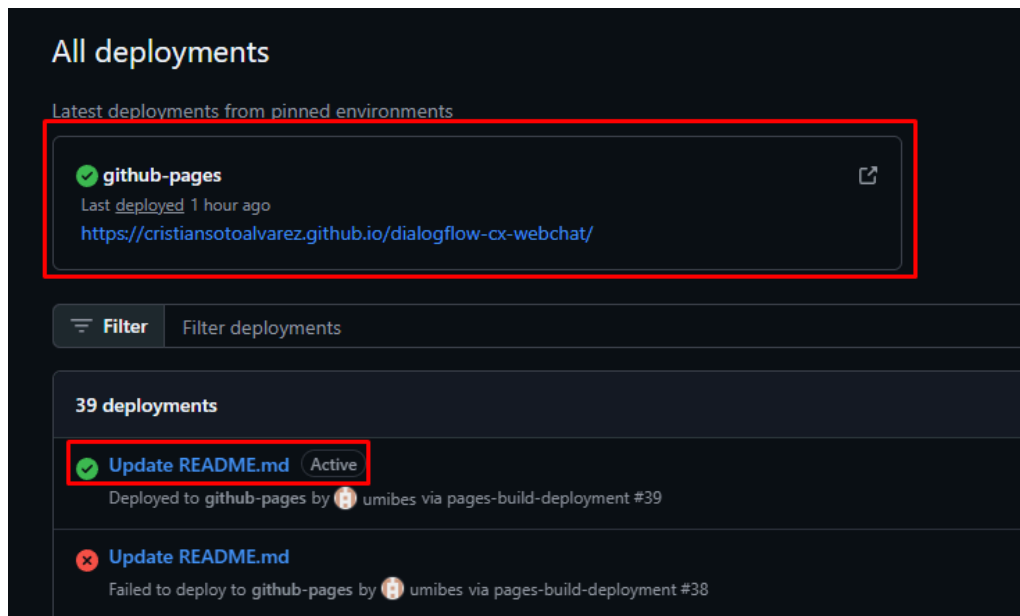 All deployments
Latest deployments from pinned environments
github-pages
Last deployed 1 hour ago
https://cristiansotoalvarez.github.io/dialogflow-cx-webchat/
Filter
Filter deployments
39 deployments
Update README.md Active
Deployed to github-pages by umibes via pages-build-deployment #39
Update README.md
Failed to deploy to github-pages by umibes via pages-build-deployment #38